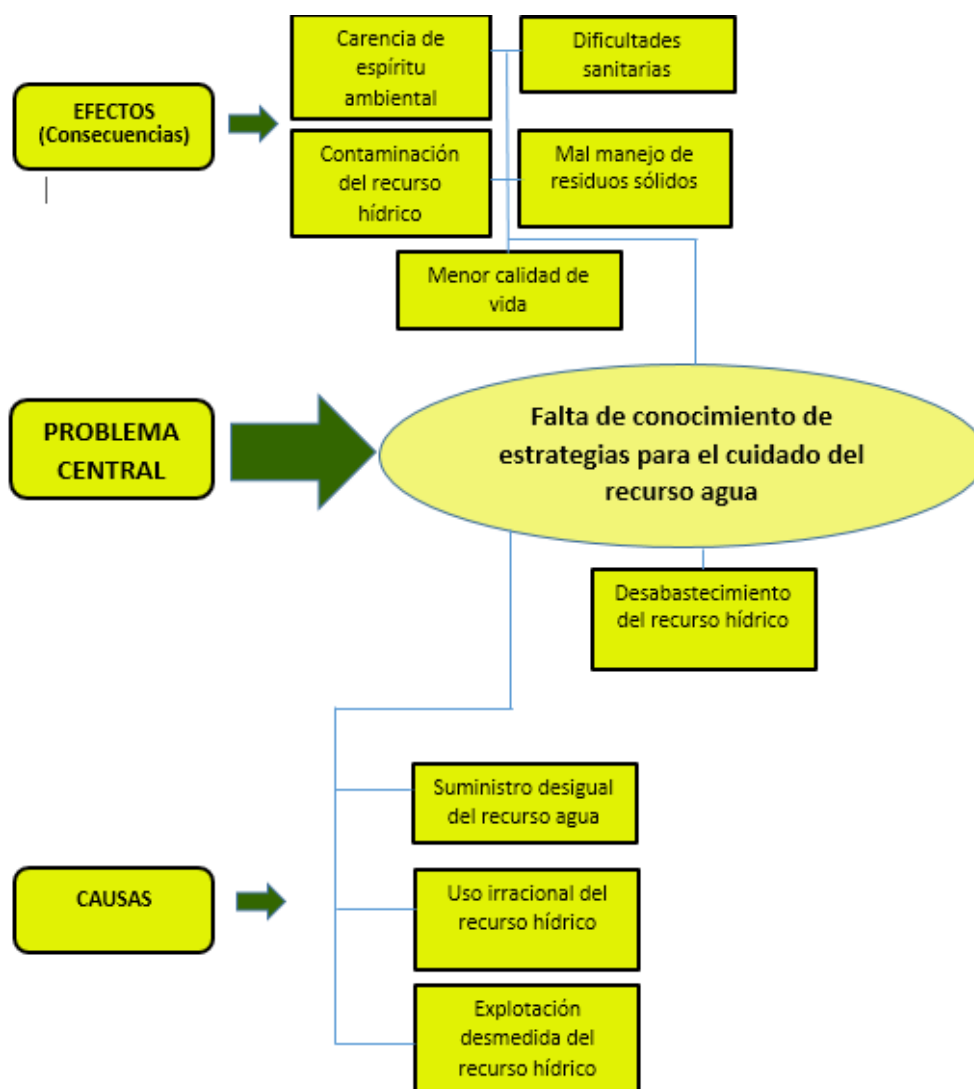 Carencia de
espíritu
ambiental
Dificultades
sanitarias
EFECTOS
(Consecuencias)
Contaminación
del recurso
hídrico
Mal manejo de
residuos sólidos
Menor calidad de
vida
PROBLEMA
CENTRAL
Falta de conocimiento de
estrategias para el cuidado del
recurso agua
Desabastecimiento
del recurso hídrico
Suministro desigual
del recurso agua
CAUSAS
Uso irracional del
recurso hídrico
Explotación
desmedida del
recurso hídrico